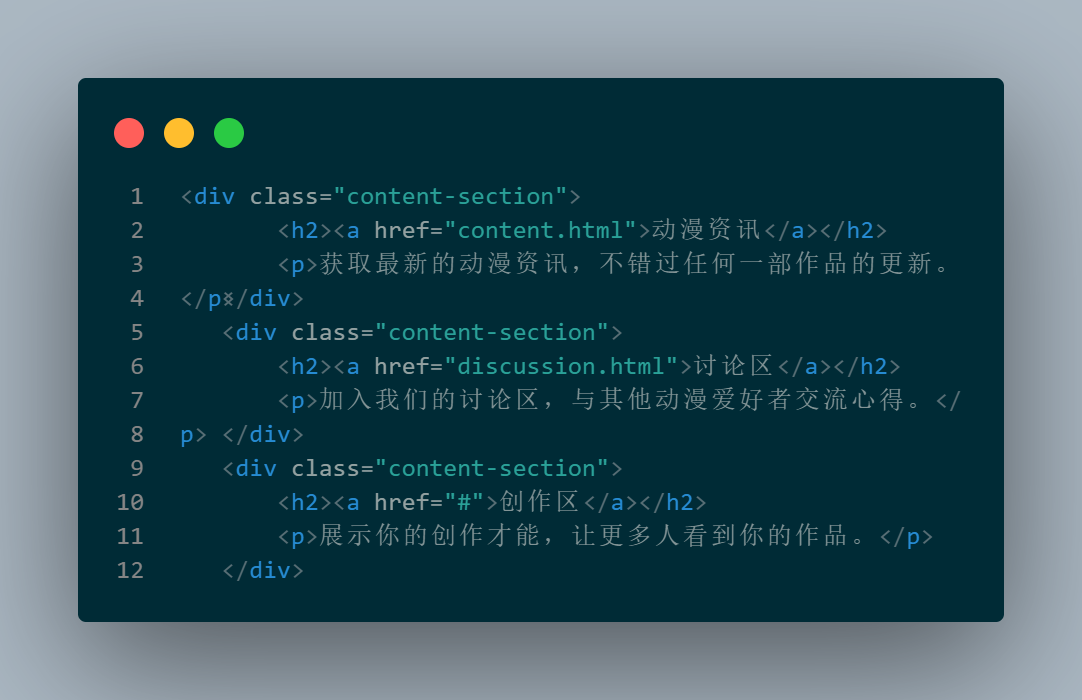 1 <div class="content-section">
2 <h2><a href="content.html">动漫资讯</a></h2>
3 <p>获取最新的动漫资讯，不错过任何一部作品的更新。
4 </p></div>
5 <div class="content-section">
6 <h2><a href="discussion.html">讨论区</a></h2>
7 <p>加入我们的讨论区，与其他动漫爱好者交流心得。</
8 p> </div>
9 <div class="content-section">
10 <h2><a href="#">创作区</a></h2>
11 <p>展示你的创作才能，让更多人看到你的作品。</p>
12 </div>